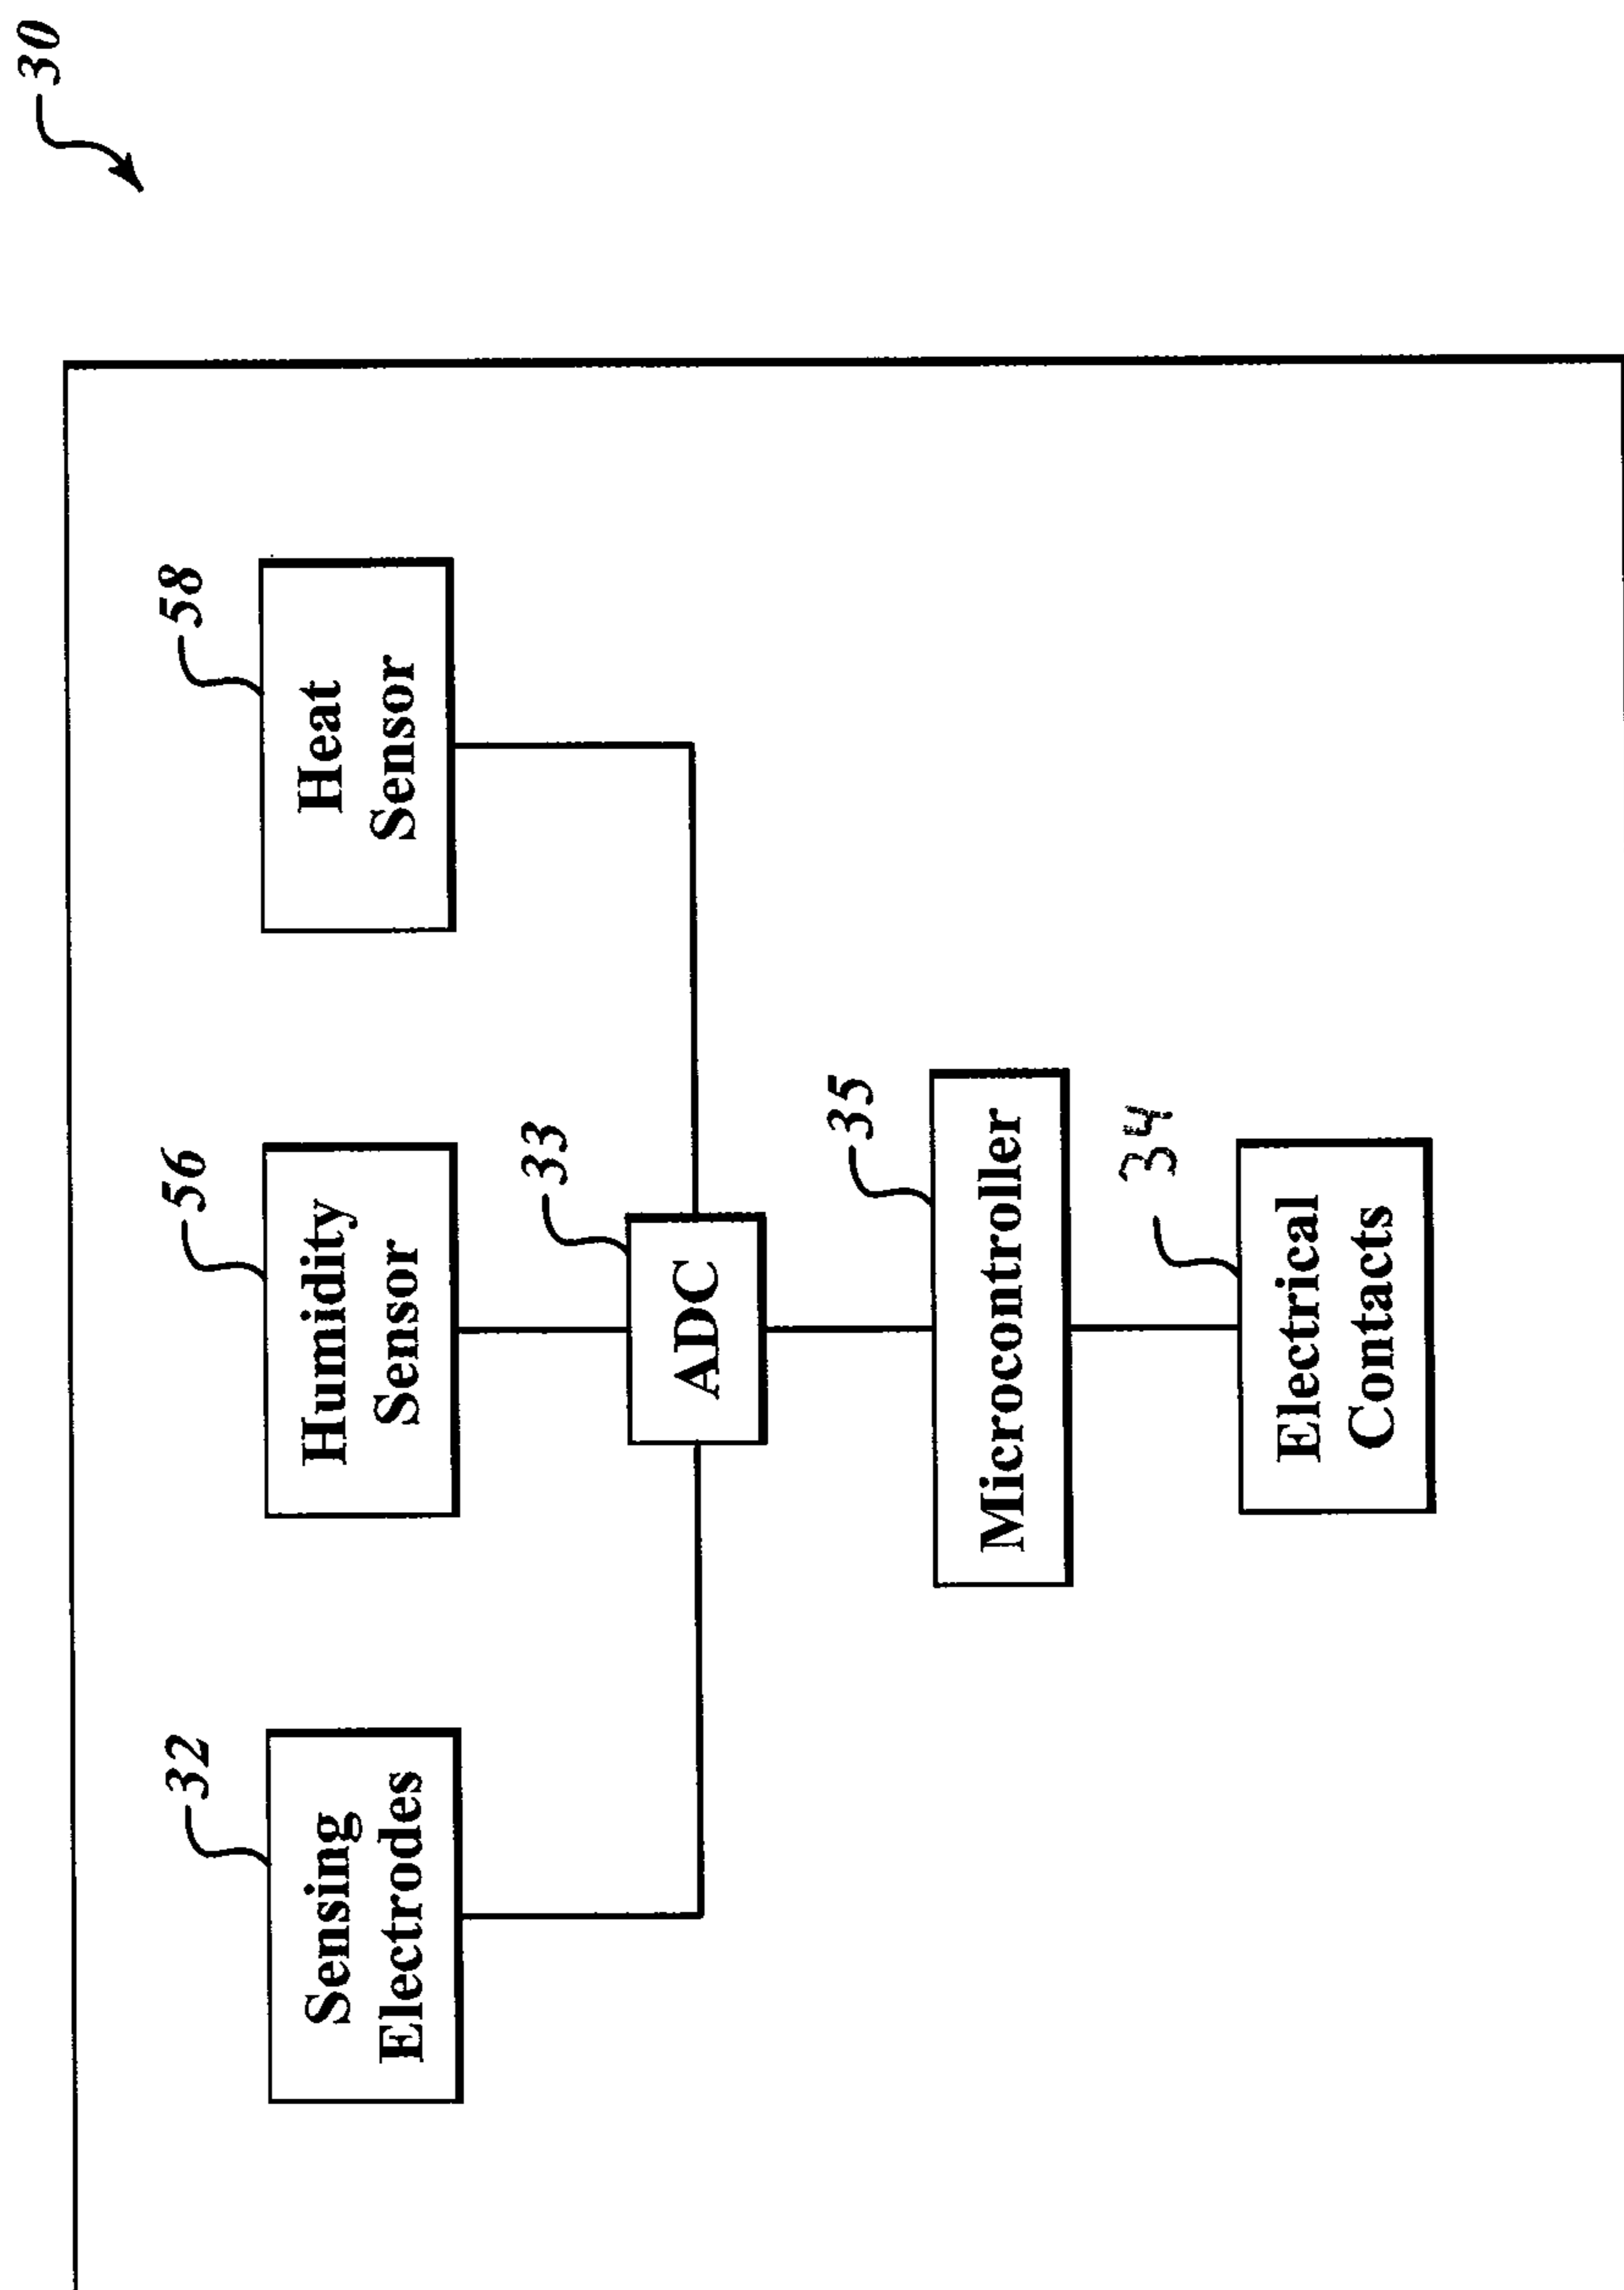 30
32
Sensing
Electrodes
56
Humidity
Sensor
58
Heat
Sensor
33
ADC
35
Microcontroller
34
Electrical
Contacts